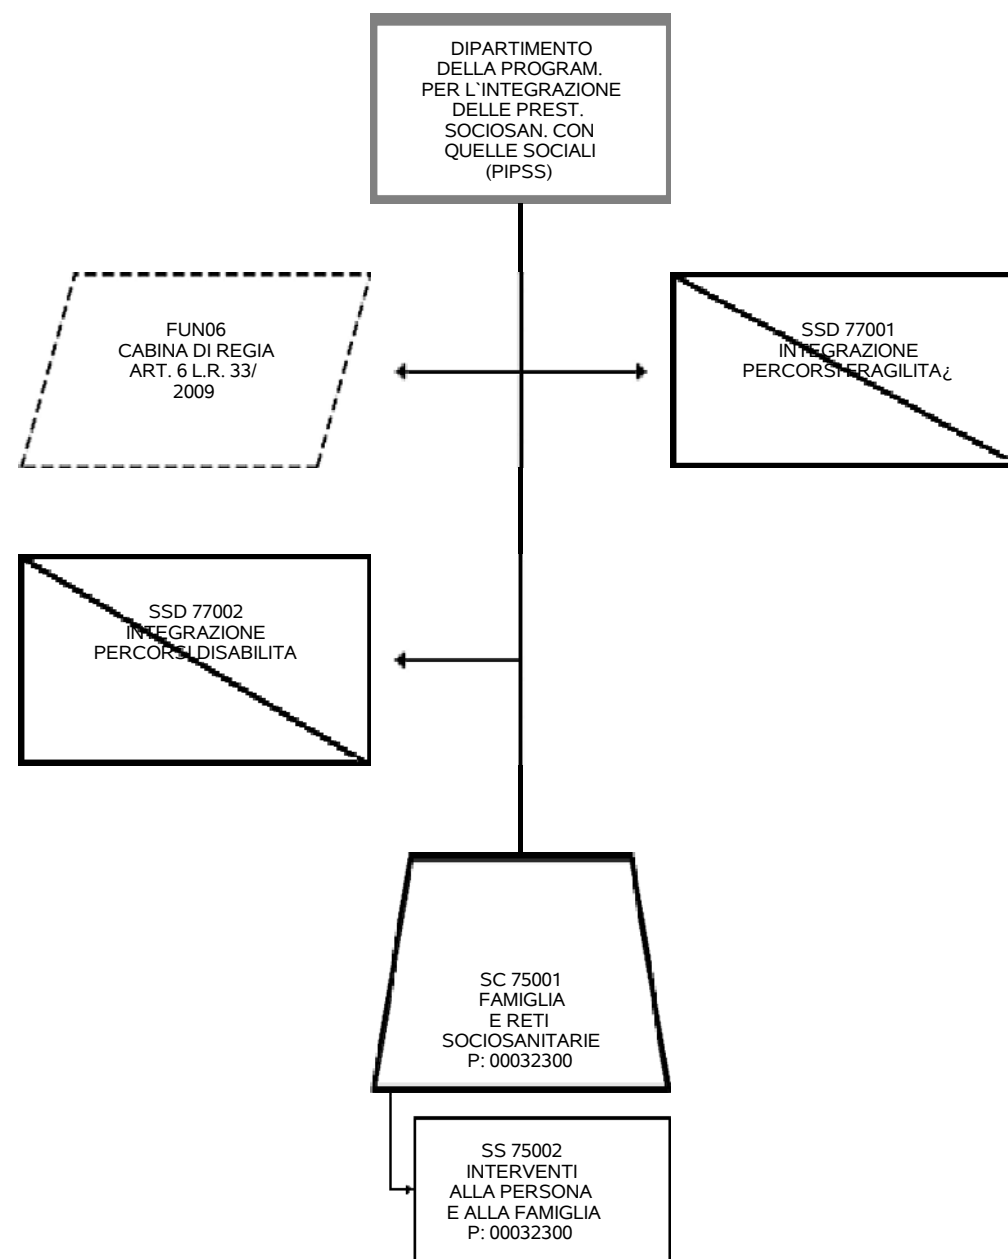 DIPARTIMENTO
DELLA PROGRAM.
PER L`INTEGRAZIONE
DELLE PREST.
SOCIOSAN. CON
QUELLE SOCIALI
(PIPSS)
FUN06
CABINA DI REGIA
ART. 6 L.R. 33/
2009
SSD 77001
INTEGRAZIONE
PERCORSI FRAGILITA¿
SSD 77002
INTEGRAZIONE
PERCORSI DISABILITA
SC 75001
FAMIGLIA
E RETI
SOCIOSANITARIE
P: 00032300
SS 75002
INTERVENTI
ALLA PERSONA
E ALLA FAMIGLIA
P: 00032300